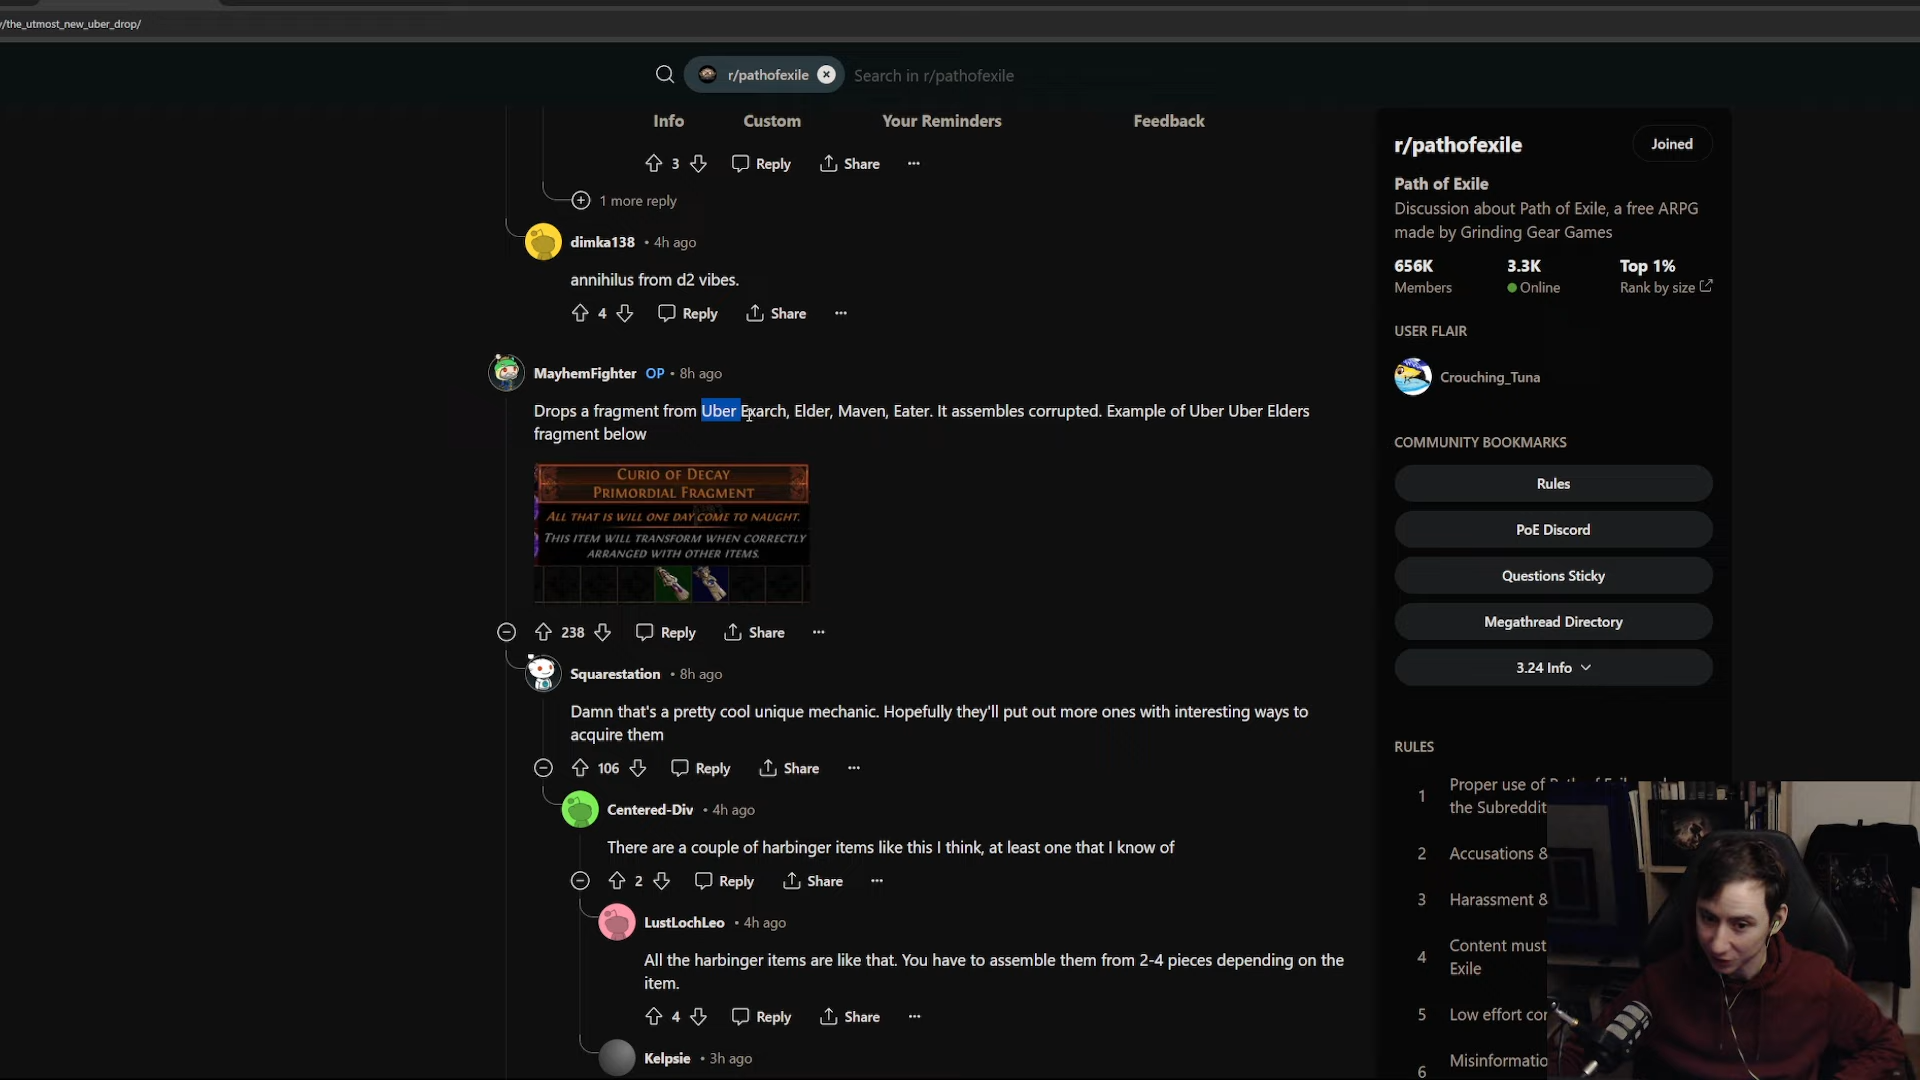 /the_utmost_new_uber_drop/
r/pathofexile
Search in r/pathofexile
Info Custom Your Reminders Feedback
3 Reply Share ...
1 more reply
dimka138 • 4h ago
annihilus from d2 vibes.
4 Reply Share ...
MayhemFighter OP • 8h ago
Drops a fragment from Uber Exarch, Elder, Maven, Eater. It assembles corrupted. Example of Uber Uber Elders
fragment below
CURIO OF DECAY
PRIMORDIAL FRAGMENT
ALL THAT IS WILL ONE DAY COME TO NAUGHT.
THIS ITEM WILL TRANSFORM WHEN CORRECTLY
ARRANGED WITH OTHER ITEMS.
238 Reply Share ...
Squarestation • 8h ago
Damn that's a pretty cool unique mechanic. Hopefully they'll put out more ones with interesting ways to
acquire them
106 Reply Share ...
Centered-Div • 4h ago
There are a couple of harbinger items like this I think, at least one that I know of
2 Reply Share ...
LustLochLeo • 4h ago
All the harbinger items are like that. You have to assemble them from 2-4 pieces depending on the
item.
4 Reply Share ...
Kelpsie • 3h ago
r/pathofexile Joined
Path of Exile
Discussion about Path of Exile, a free ARPG
made by Grinding Gear Games
656K 3.3K Top 1%
Members Online Rank by size
USER FLAIR
Crouching_Tuna
COMMUNITY BOOKMARKS
Rules
PoE Discord
Questions Sticky
Megathread Directory
3.24 Info
RULES
1 Proper use of
the Subreddit
2 Accusations &
3 Harassment &
4 Content must
Exile
5 Low effort
6